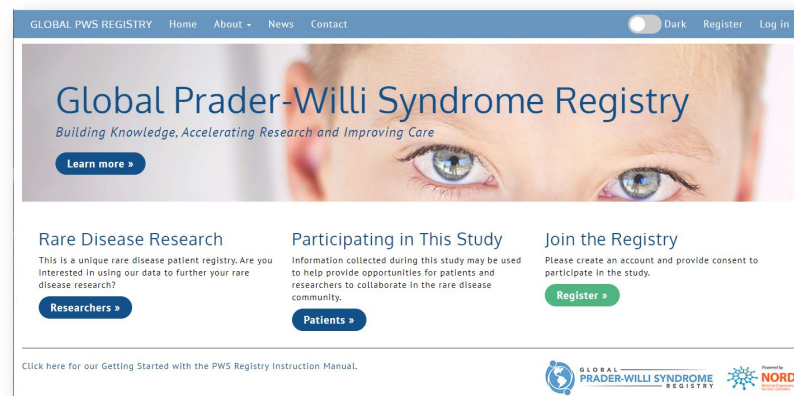 GLOBAL PWS REGISTRY Home About News Contact Dark Register Log in
Global Prader-Willi Syndrome Registry
Building Knowledge, Accelerating Research and Improving Care
Learn more »
Rare Disease Research
This is a unique rare disease patient registry. Are you
interested in using our data to further your rare
disease research?
Researchers »
Participating in This Study
Information collected during this study may be used
to help provide opportunities for patients and
researchers to collaborate in the rare disease
community.
Patients »
Join the Registry
Please create an account and provide consent to
participate in the study.
Register »
Click here for our Getting Started with the PWS Registry Instruction Manual.
GLOBAL
PRADER-WILLI SYNDROME
REGISTRY
Powered by
NORD